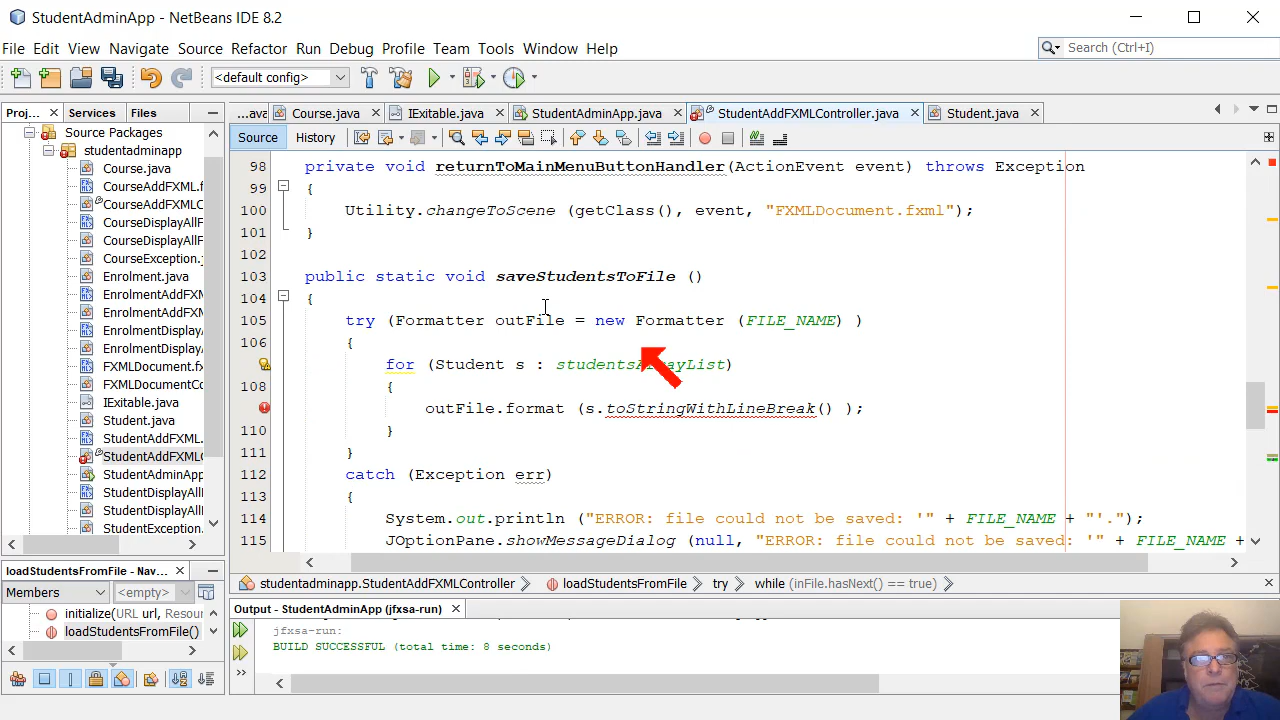 StudentAdminApp - NetBeans IDE 8.2
File Edit View Navigate Source Refactor Run Debug Profile Team Tools Window Help
Search (Ctrl+I)
<default config>
Proj... Services Files
...ava Course.java IExitable.java StudentAdminApp.java StudentAddFXMLController.java Student.java
Source History
Source Packages
studentadminapp
Course.java
CourseAddFXML.f
CourseAddFXMLC
CourseDisplayAllF
CourseDisplayAllF
CourseException.j
Enrolment.java
EnrolmentAddFXM
EnrolmentAddFXM
EnrolmentDisplay
EnrolmentDisplay
FXMLDocument.fx
FXMLDocumentCo
IExitable.java
Student.java
StudentAddFXML.
StudentAddFXMLC
StudentAdminApp
StudentDisplayAll
StudentDisplayAll
StudentException.
98 private void returnToMainMenuButtonHandler(ActionEvent event) throws Exception
99 {
100 Utility.changeToScene (getClass(), event, "FXMLDocument.fxml");
101 }
102
103 public static void saveStudentsToFile ()
104 {
105 try (Formatter outFile = new Formatter (FILE_NAME) )
106 {
for (Student s : studentsArrayList)
108 {
outFile.format (s.toStringWithLineBreak() );
110 }
111 }
112 catch (Exception err)
113 {
114 System.out.println ("ERROR: file could not be saved: '" + FILE_NAME + "'.");
115 JOptionPane.showMessageDialog (null, "ERROR: file could not be saved: '" + FILE_NAME +
loadStudentsFromFile - Nav...
Members <empty>
initialize(URL url, Resour
loadStudentsFromFile()
studentadminapp.StudentAddFXMLController loadStudentsFromFile try while (inFile.hasNext() == true)
Output - StudentAdminApp (jfxsa-run)
jfxsa-run:
BUILD SUCCESSFUL (total time: 8 seconds)